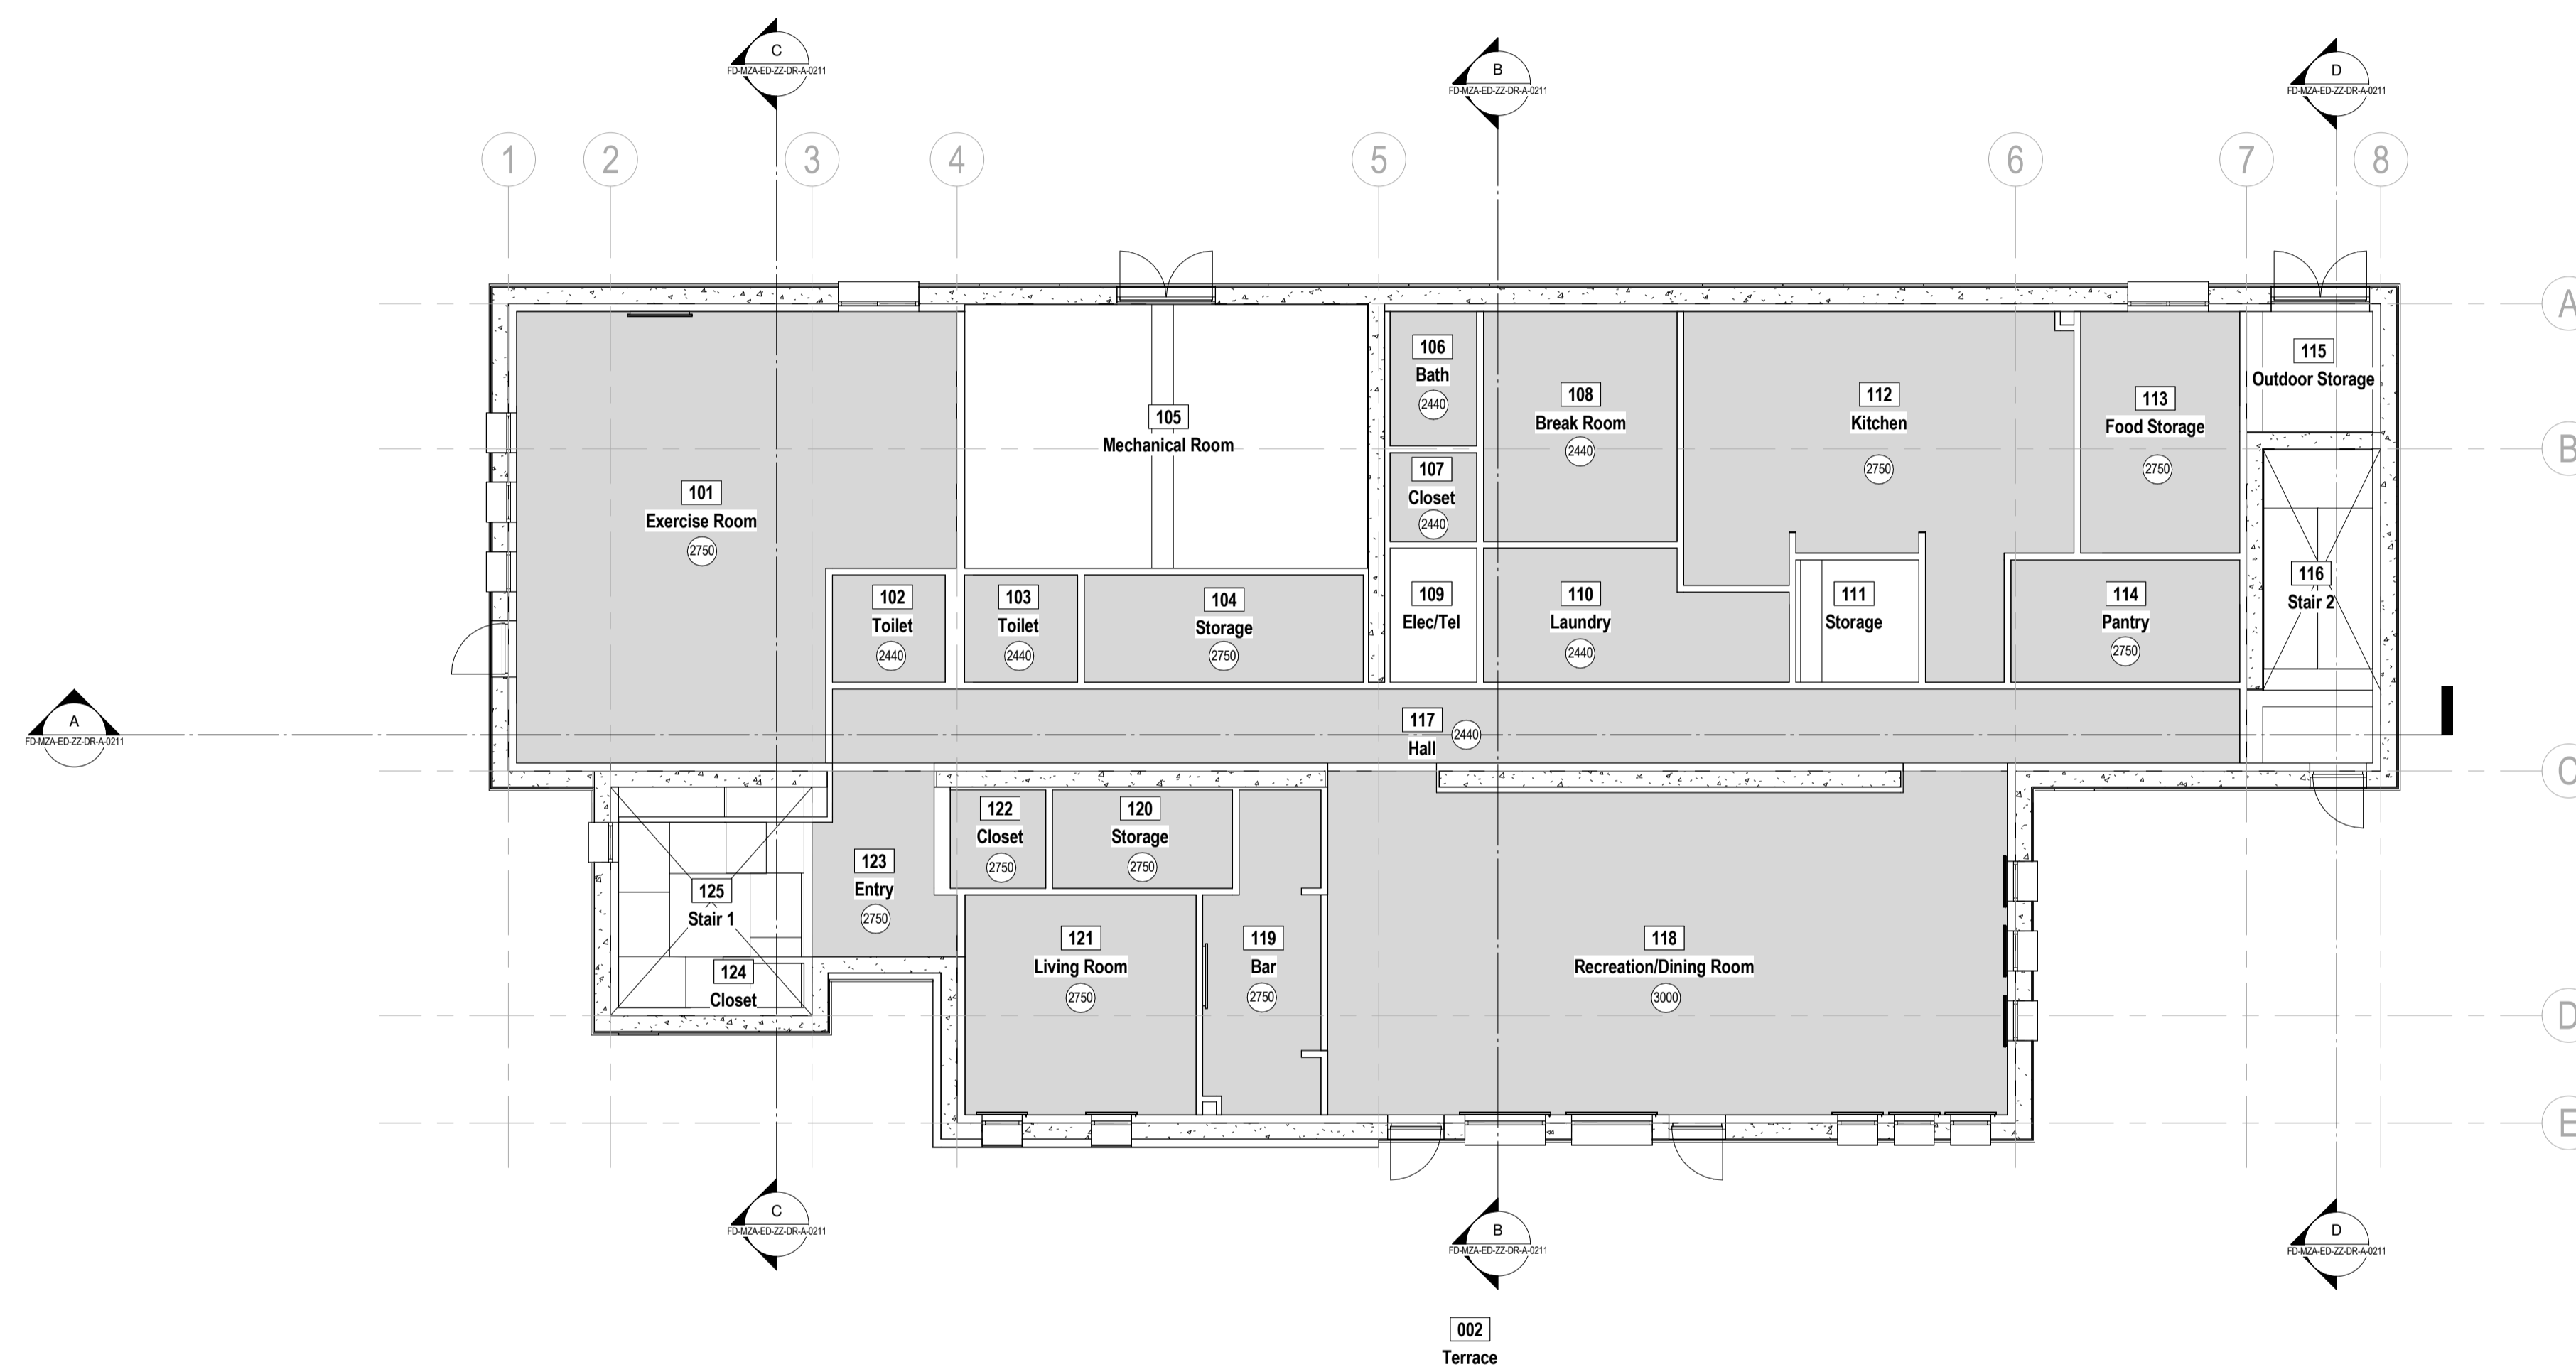 C
FD-MZA-ED-ZZ-DR-A-0211
B
FD-MZA-ED-ZZ-DR-A-0211
D
FD-MZA-ED-ZZ-DR-A-0211
1
2
3
4
5
6
7
8
A
B
C
D
E
101
Exercise Room
2750
102
Toilet
2440
103
Toilet
2440
104
Storage
2750
105
Mechanical Room
106
Bath
2440
107
Closet
2440
108
Break Room
2440
109
Elec/Tel
110
Laundry
2440
111
Storage
112
Kitchen
2750
113
Food Storage
2750
114
Pantry
2750
115
Outdoor Storage
116
Stair 2
A
FD-MZA-ED-ZZ-DR-A-0211
117
Hall
2440
118
Recreation/Dining Room
3000
119
Bar
2750
120
Storage
2750
121
Living Room
2750
122
Closet
2750
123
Entry
2750
124
Closet
125
Stair 1
C
FD-MZA-ED-ZZ-DR-A-0211
B
FD-MZA-ED-ZZ-DR-A-0211
D
FD-MZA-ED-ZZ-DR-A-0211
002
Terrace